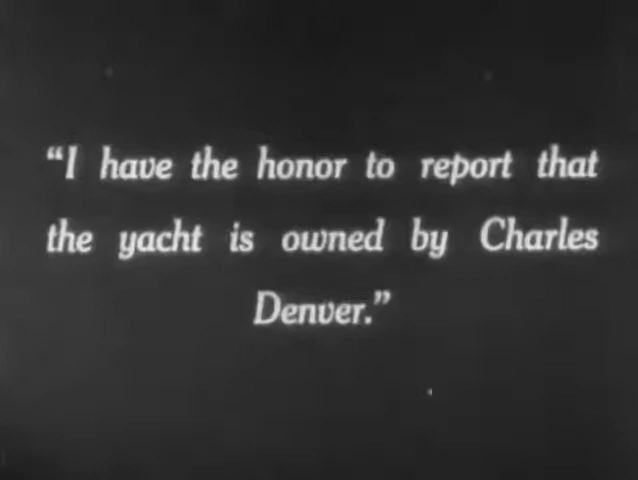 “I have the honor to report that
the yacht is owned by Charles
Denver.”